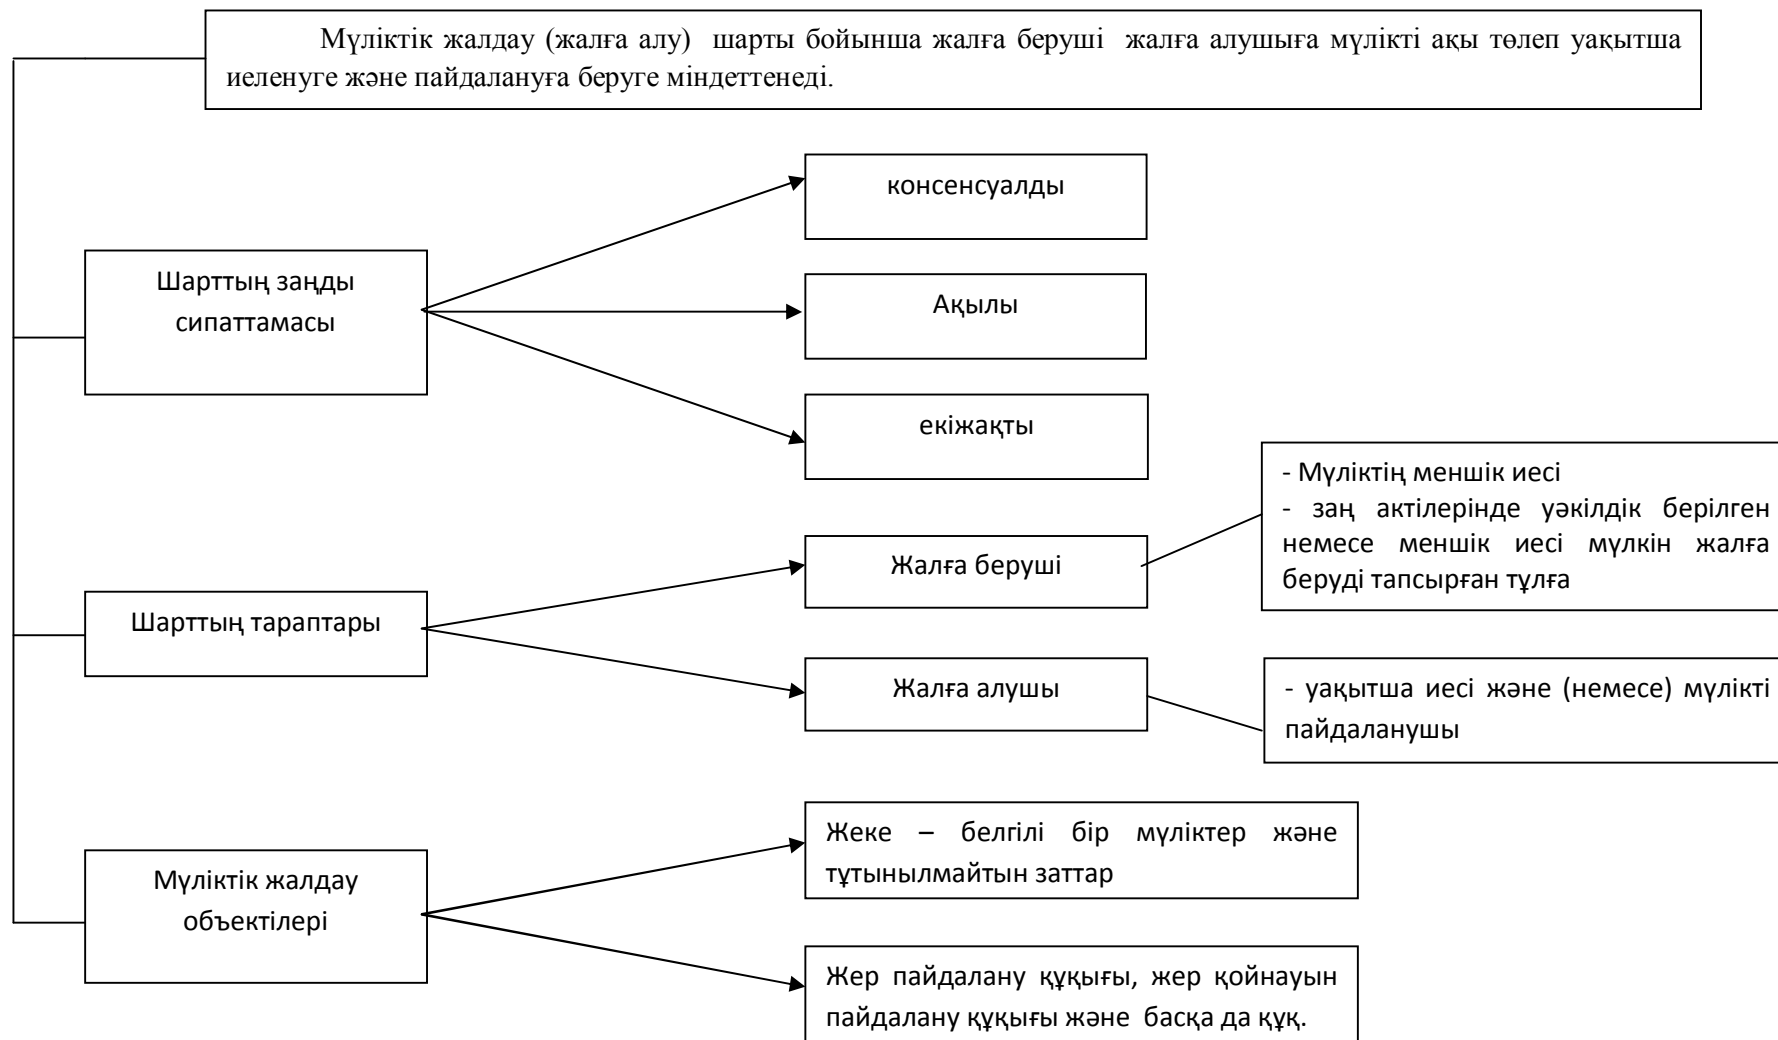 Мүліктік жалдау (жалға алу) шарты бойынша жалға беруші жалға алушыға мүлікті ақы төлеп уақытша
иеленуге және пайдалануға беруге міндеттенеді.
консенсуалды
Шарттың заңды
сипаттамасы
Ақылы
екіжақты
- Мүліктің меншік иесі
- заң актілерінде уәкілдік берілген
немесе меншік иесі мүлкін жалға
беруді тапсырған тұлға
Жалға беруші
Шарттың тараптары
Жалға алушы
- уақытша иесі және (немесе) мүлікті
пайдаланушы
Жеке – белгілі бір мүліктер және
тұтынылмайтын заттар
Мүліктік жалдау
объектілері
Жер пайдалану құқығы, жер қойнауын
пайдалану құқығы және басқа да құқ.